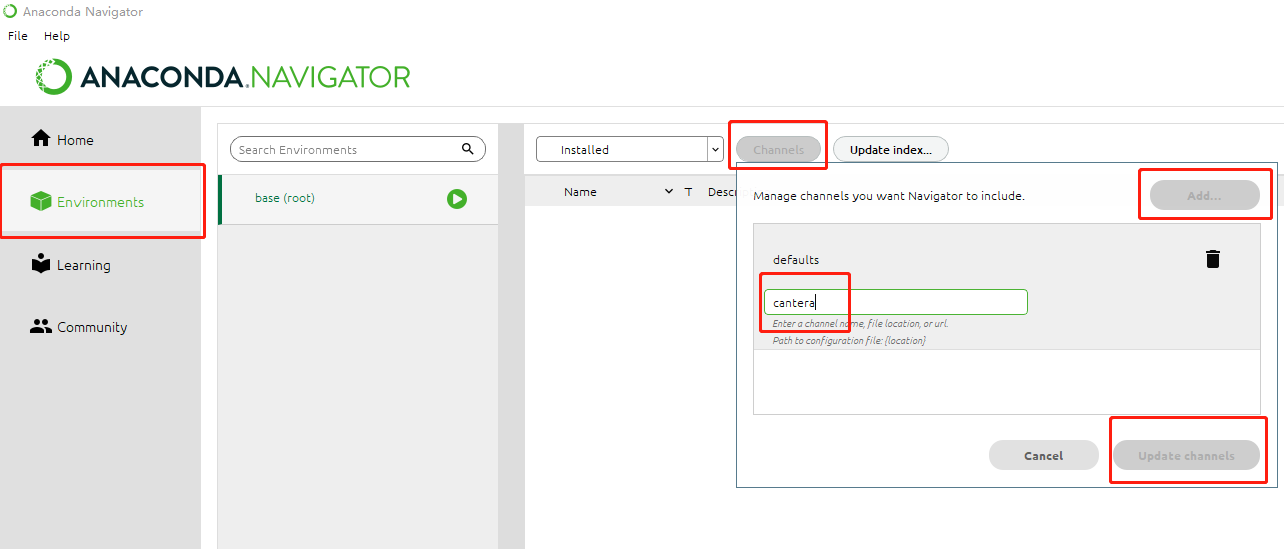 Anaconda Navigator
File Help
ANACONDA.NAVIGATOR
Home
Environments
Learning
Community
Search Environments
base (root)
Installed
Channels
Update index...
Name T Descr
Manage channels you want Navigator to include.
Add...
defaults
cantera
Enter a channel name, file location, or url.
Path to configuration file: {location}
Cancel
Update channels